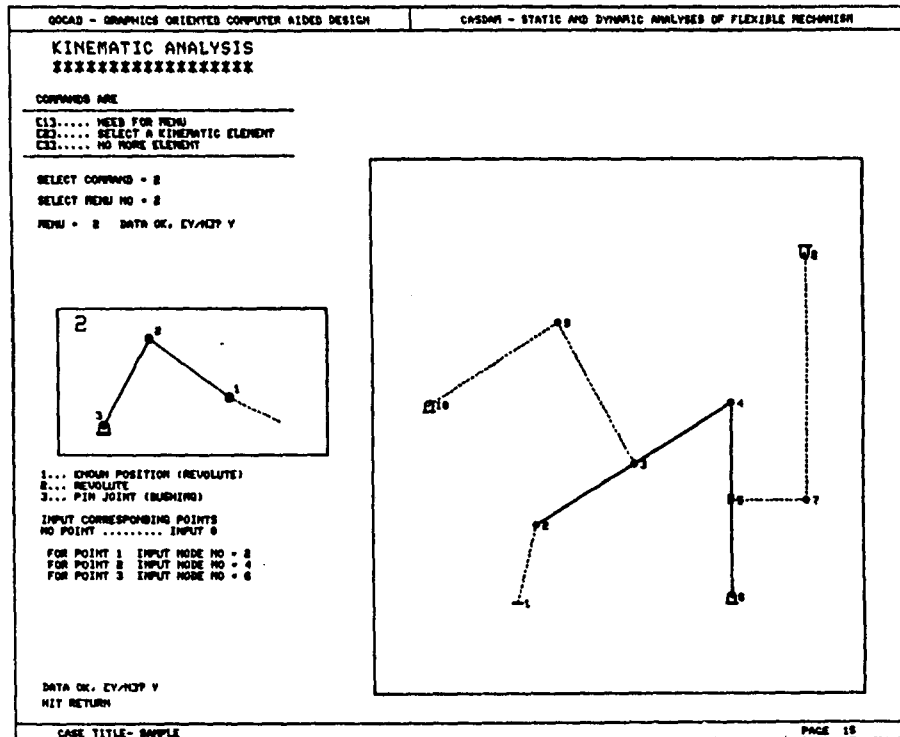 GOCAD - GRAPHICS ORIENTED COMPUTER AIDED DESIGN
CASDAM - STATIC AND DYNAMIC ANALYSES OF FLEXIBLE MECHANISM
KINEMATIC ANALYSIS
******************
COMMANDS ARE
[1]..... NEED FOR MENU
[2]..... SELECT A KINEMATIC ELEMENT
[3]..... NO MORE ELEMENT
SELECT COMMAND = 2
SELECT MENU NO = 2
MENU = 2 DATA OK, [Y/N]? Y
2
2
1
3
1... KNOWN POSITION (REVOLUTE)
2... REVOLUTE
3... PIN JOINT (BUSHING)
INPUT CORRESPONDING POINTS
NO POINT ......... INPUT 0
FOR POINT 1 INPUT NODE NO = 2
FOR POINT 2 INPUT NODE NO = 4
FOR POINT 3 INPUT NODE NO = 6
8
9
10
4
3
5
7
2
1
6
DATA OK, [Y/N]? Y
HIT RETURN
CASE TITLE- SAMPLE
PAGE 15